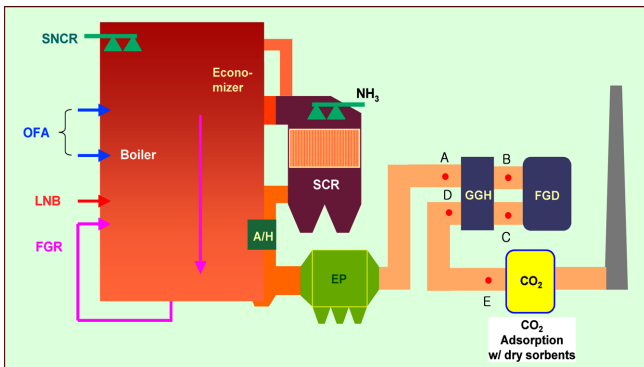 SNCR
Econo-
mizer
NH3
OFA
Boiler
SCR
A
B
GGH
FGD
D
C
LNB
A/H
FGR
EP
CO2
E
CO2
Adsorption
w/ dry sorbents